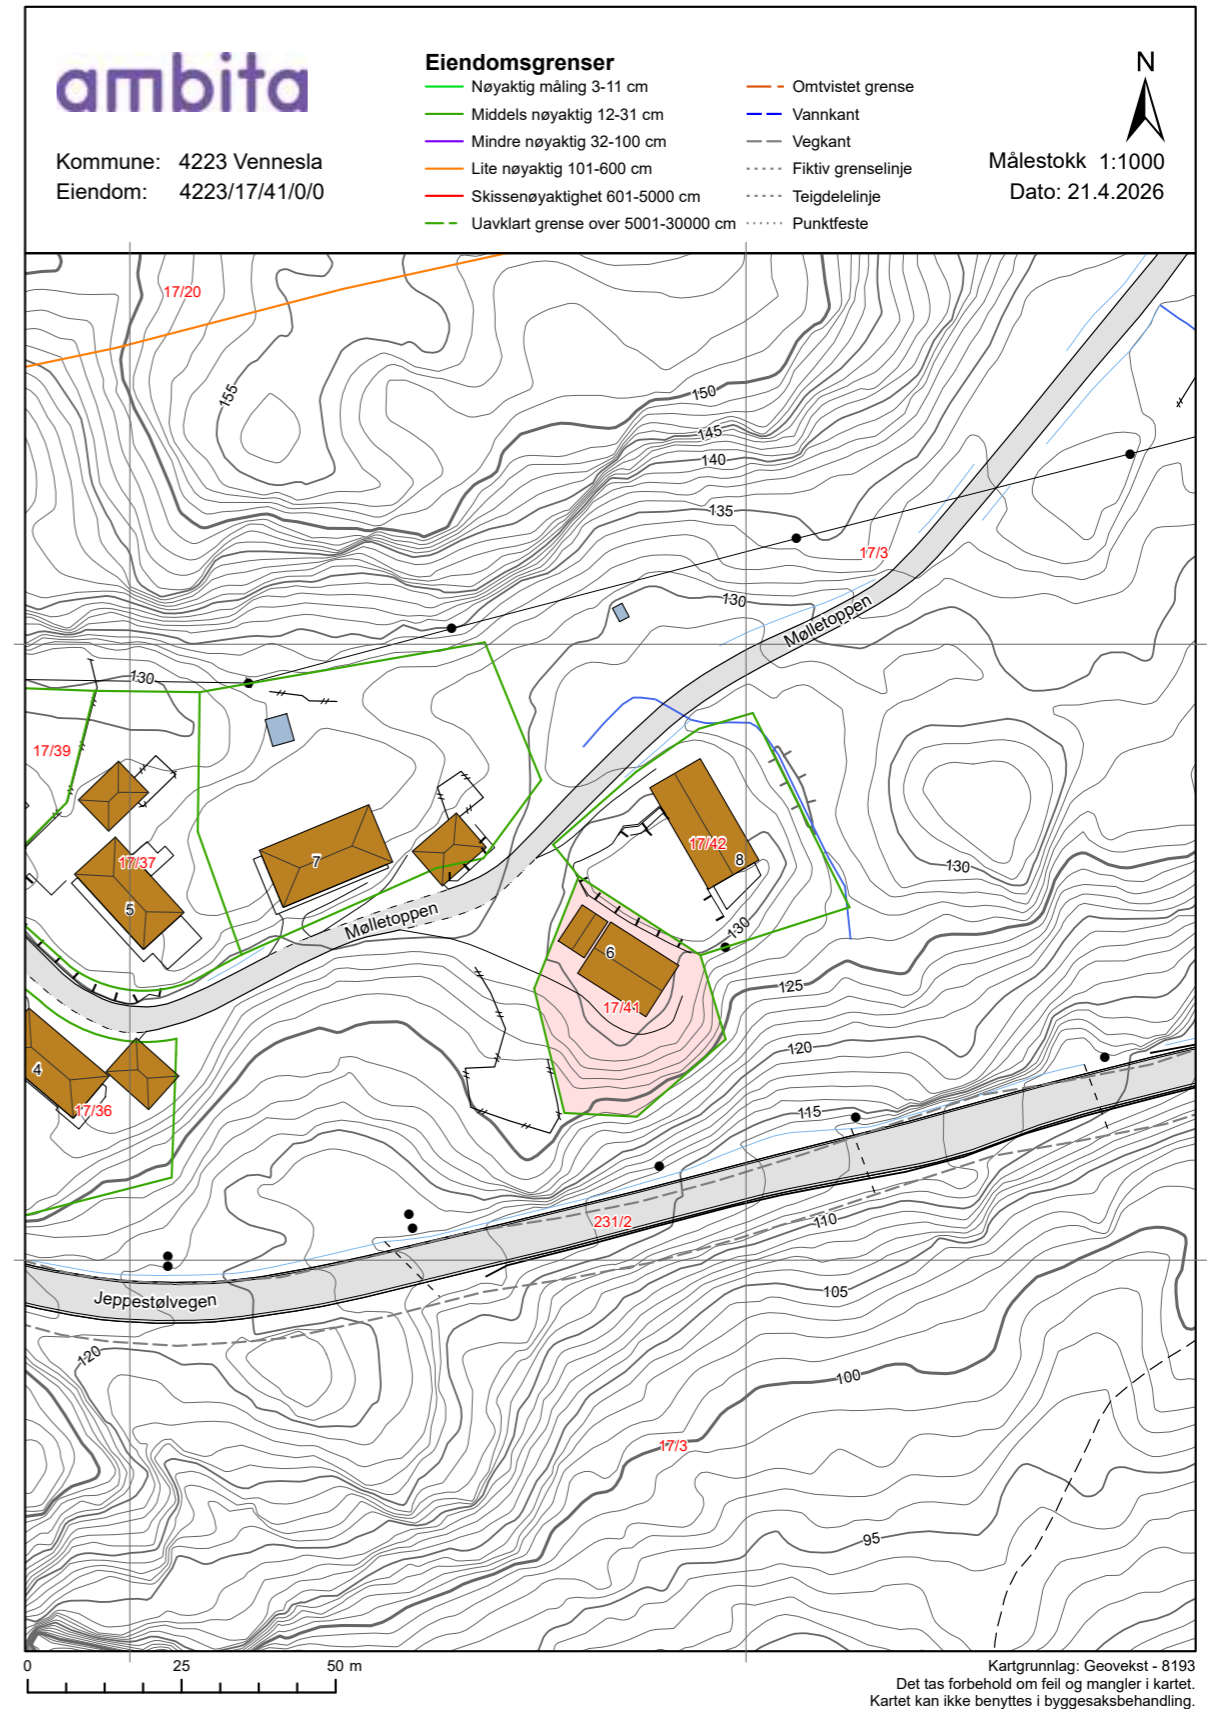 ambita
Kommune: 4223 Vennesla
Eiendom: 4223/17/41/0/0
Eiendomsgrenser
Nøyaktig måling 3-11 cm
Middels nøyaktig 12-31 cm
Mindre nøyaktig 32-100 cm
Lite nøyaktig 101-600 cm
Skissenøyaktighet 601-5000 cm
Uavklart grense over 5001-30000 cm
Omtvistet grense
Vannkant
Vegkant
Fiktiv grenselinje
Teigdelelinje
Punktfeste
N
Målestokk 1:1000
Dato: 21.4.2026
17/20
155
150
145
140
135
17/3
130
Mølletoppen
130
17/39
17/37
7
5
17/42
8
130
Mølletoppen
130
6
125
17/41
120
4
17/36
115
231/2
110
Jeppestølvegen
105
120
100
17/3
95
0 25 50 m
Kartgrunnlag: Geovekst - 8193
Det tas forbehold om feil og mangler i kartet.
Kartet kan ikke benyttes i byggesaksbehandling.